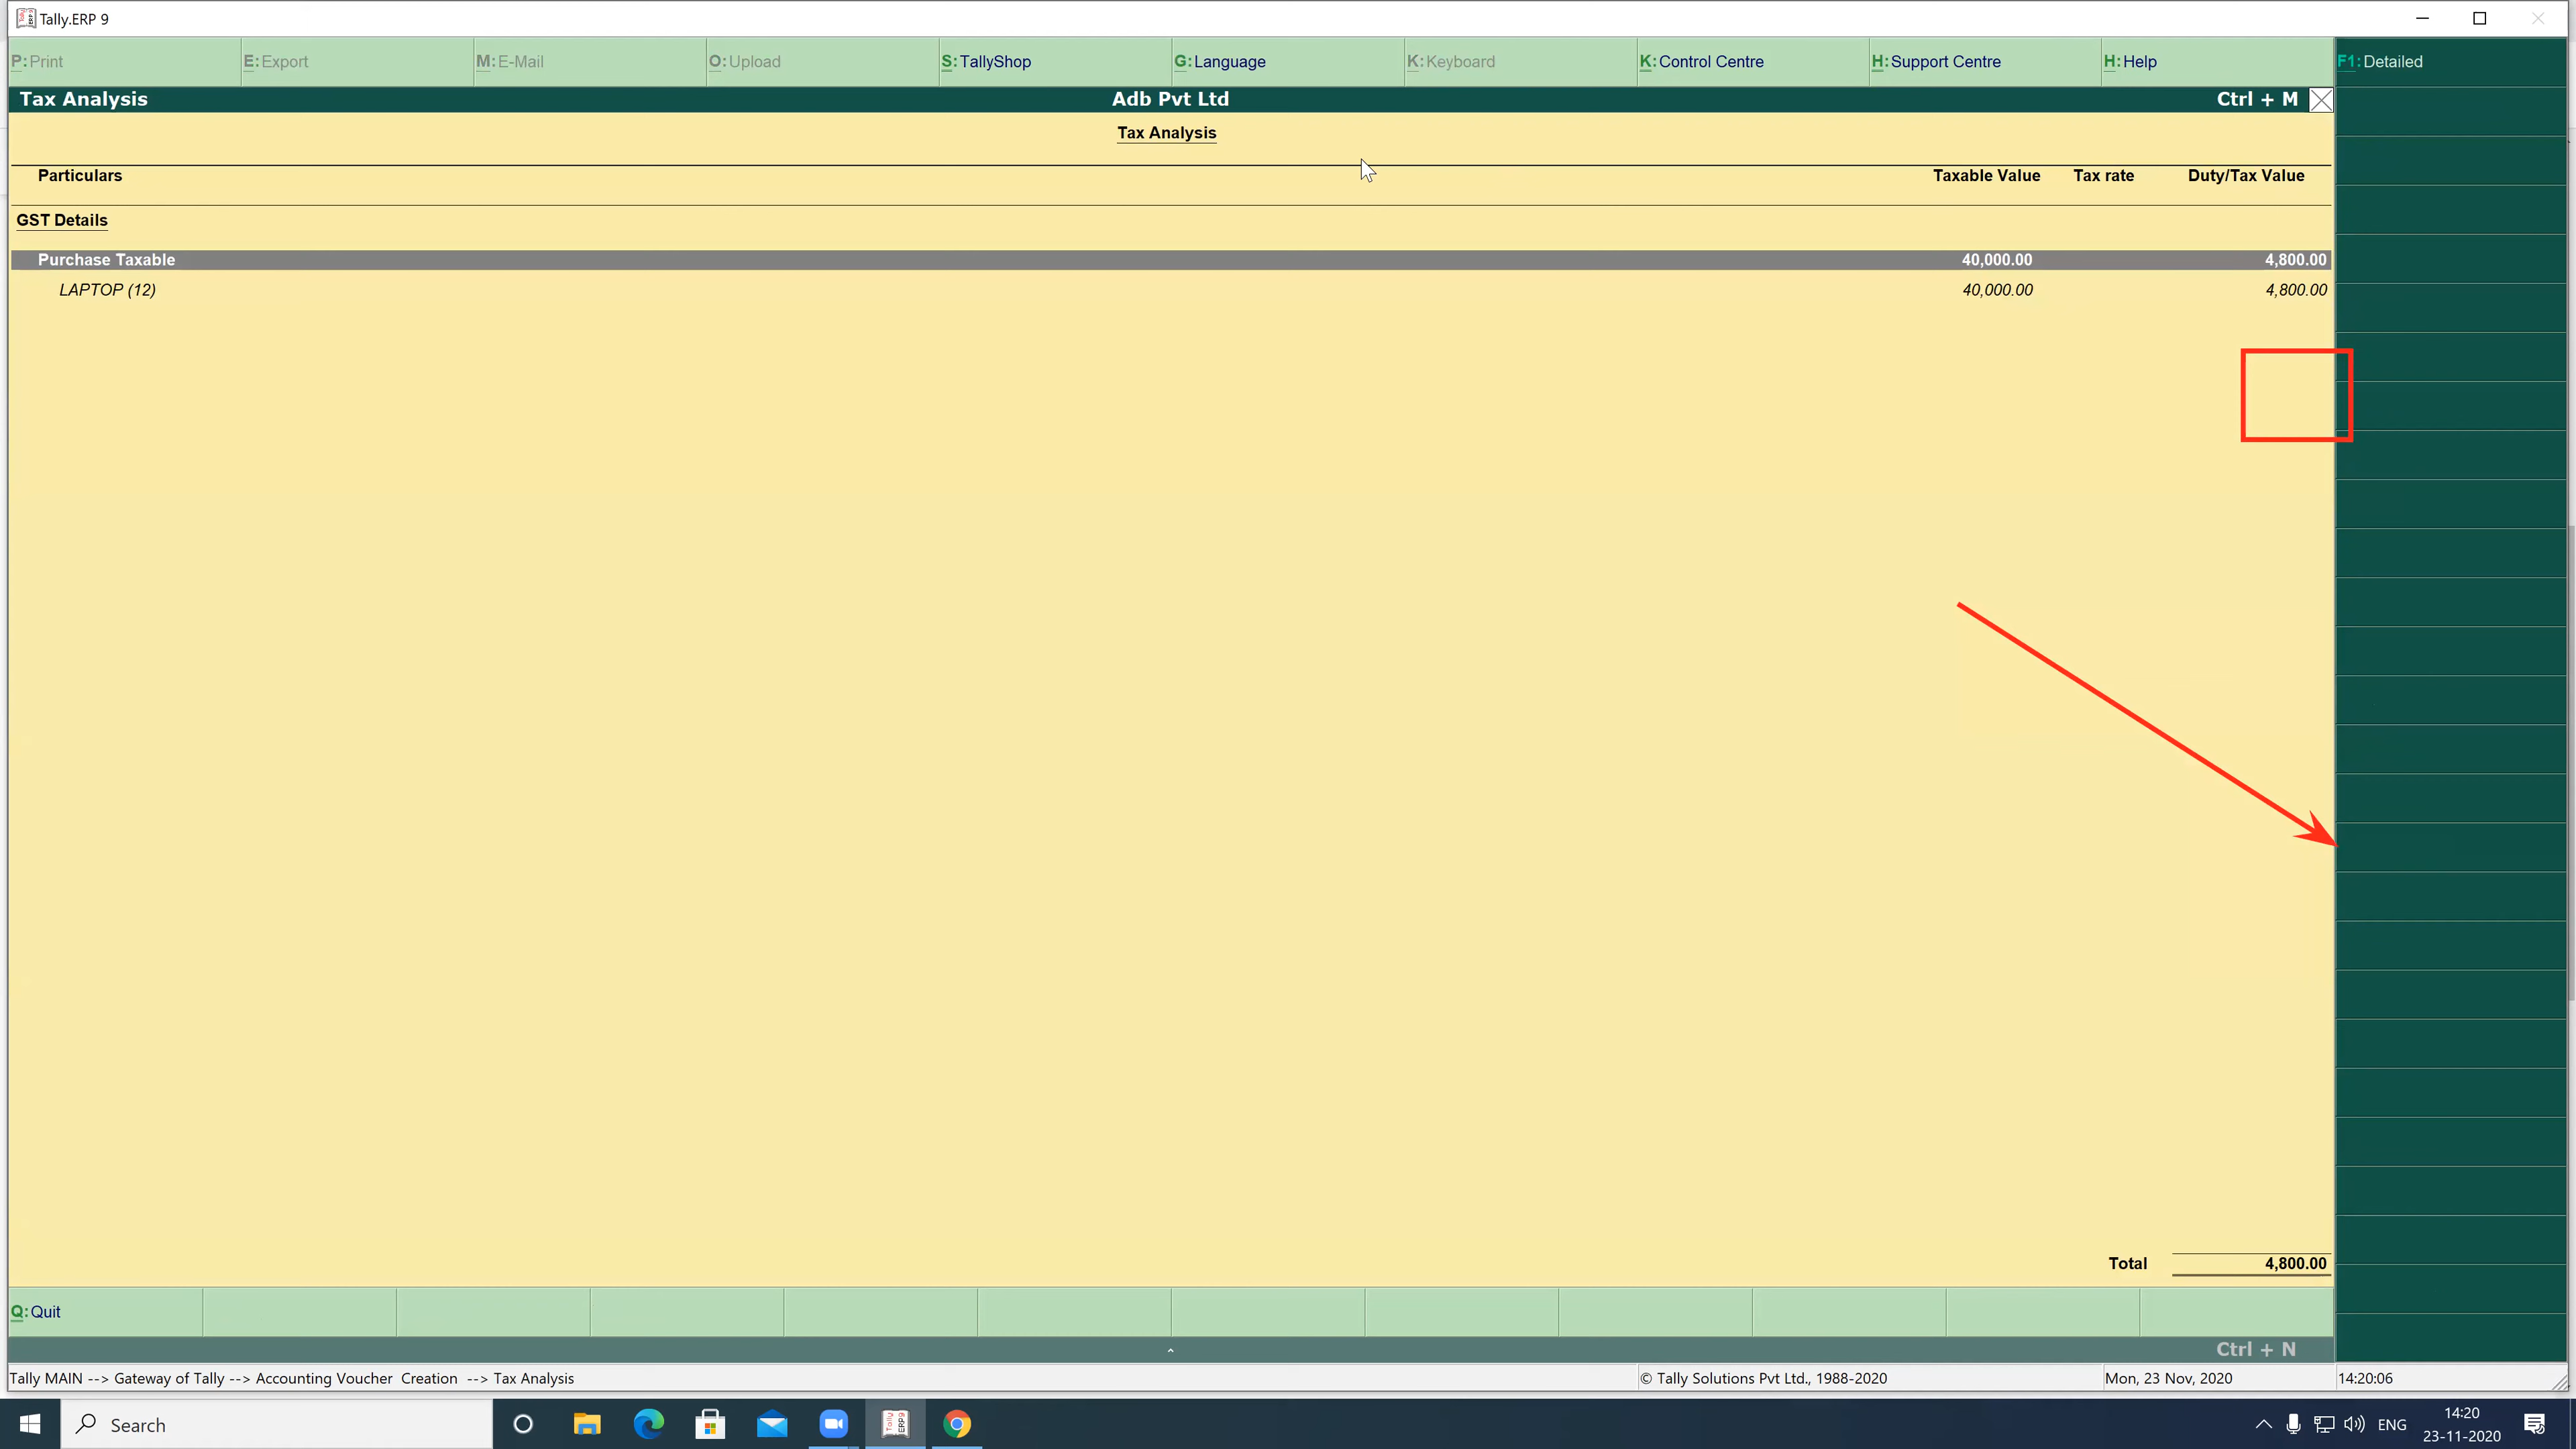 Tally.ERP 9
P: Print E: Export M: E-Mail O: Upload S: TallyShop G: Language K: Keyboard K: Control Centre H: Support Centre H: Help F1: Detailed
Tax Analysis Adb Pvt Ltd Ctrl + M
Tax Analysis
Particulars Taxable Value Tax rate Duty/Tax Value
GST Details
Purchase Taxable 40,000.00 4,800.00
LAPTOP (12) 40,000.00 4,800.00
Total 4,800.00
Q: Quit
Ctrl + N
Tally MAIN --> Gateway of Tally --> Accounting Voucher Creation --> Tax Analysis © Tally Solutions Pvt Ltd., 1988-2020 Mon, 23 Nov, 2020 14:20:06
Search ENG 14:20
23-11-2020